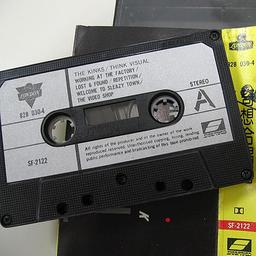 THE KINKS / THINK VISUAL
WORKING AT THE FACTORY /
LOST & FOUND / REPETITION /
WELCOME TO SLEAZY TOWN /
THE VIDEO SHOP
828 030-4
STEREO
A
All rights of the producer and of the owner of the work
reproduced reserved. Unauthorised copying, hiring, lending
public performance and broadcasting of this tape prohibited
SF-2122
828 030-4
SF-2122
K